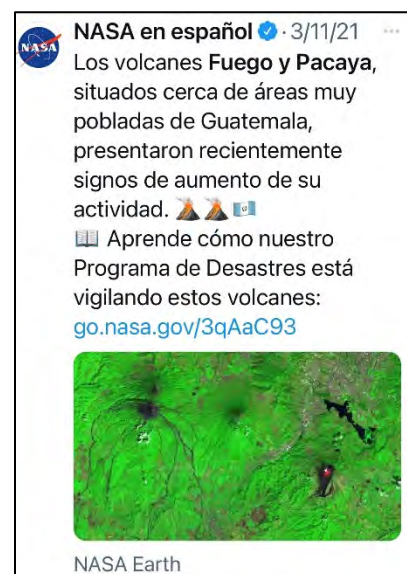 NASA
NASA en español · 3/11/21 ...
Los volcanes Fuego y Pacaya,
situados cerca de áreas muy
pobladas de Guatemala,
presentaron recientemente
signos de aumento de su
actividad. 🌋🌋🇬🇹
📖 Aprende cómo nuestro
Programa de Desastres está
vigilando estos volcanes:
go.nasa.gov/3qAaC93
NASA Earth